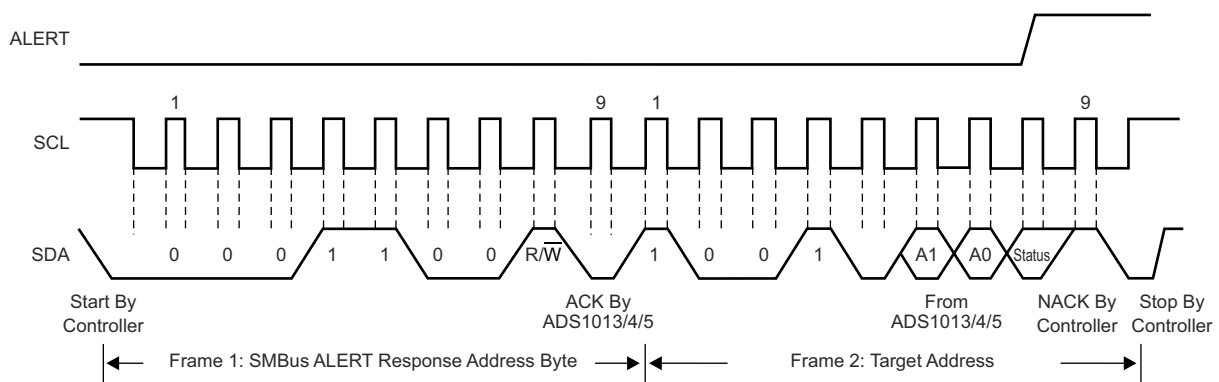 ALERT
1 9 1 9
SCL
SDA
0 0 0 1 1 0 0 R/W 1 0 0 1 A1 A0 Status
Start By
Controller
ACK By
ADS1013/4/5
From
ADS1013/4/5
NACK By
Controller
Stop By
Controller
Frame 1: SMBus ALERT Response Address Byte
Frame 2: Target Address